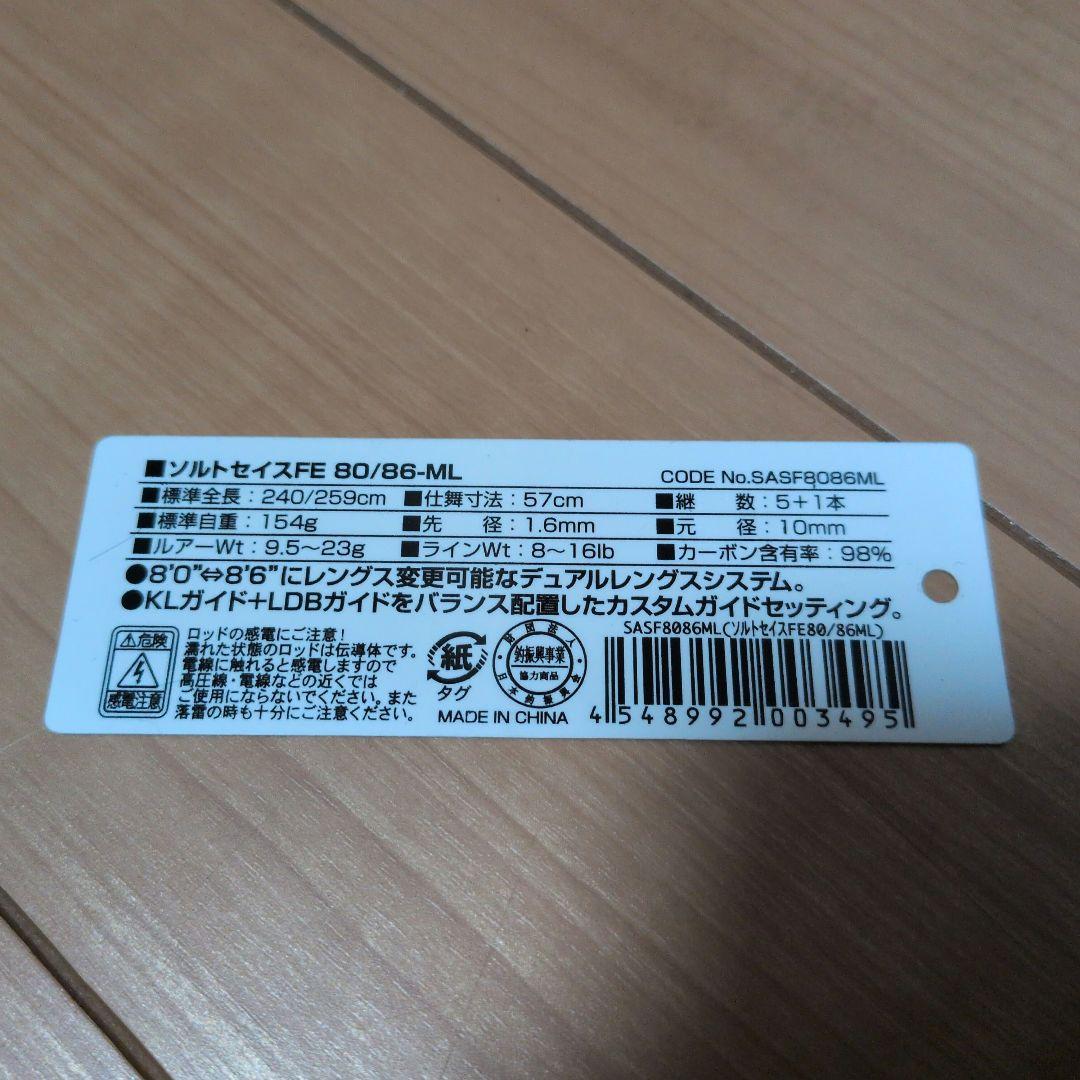 ■ソルトセイスFE 80/86-ML CODE No.SASF8086ML
■標準全長：240/259cm ■仕舞寸法：57cm ■継 数：5＋1本
■標準自重：154g ■先 径：1.6mm ■元 径：10mm
■ルアーWt：9.5〜23g ■ラインWt：8〜16lb ■カーボン含有率：98%
●8'0"⇔8'6"にレングス変更可能なデュアルレングスシステム。
●KLガイド+LDBガイドをバランス配置したカスタムガイドセッティング。
SASF8086ML(ソルトセイスFE80/86ML)
⚠危険
感電注意
ロッドの感電にご注意！
濡れた状態のロッドは伝導体です。
電線に触れると感電しますので
高圧線・電線などの近くでは
ご使用にならないでください。また
落雷の時も十分にご注意ください。
紙
タグ
財団法人
釣振興事業
協力商品
日本釣振興会
MADE IN CHINA
4 548992 003495